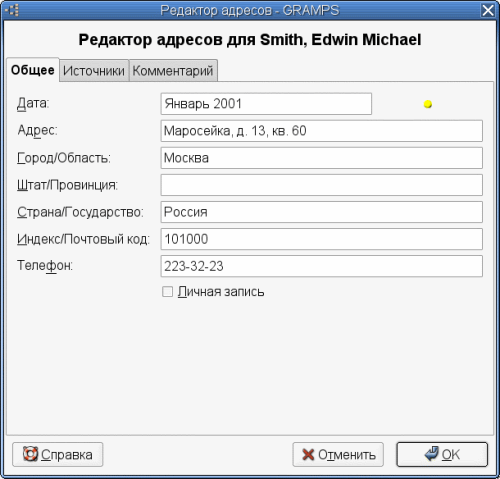 Редактор адресов - GRAMPS
Редактор адресов для Smith, Edwin Michael
Общее Источники Комментарий
Дата: Январь 2001
Адрес: Маросейка, д. 13, кв. 60
Город/Область: Москва
Штат/Провинция:
Страна/Государство: Россия
Индекс/Почтовый код: 101000
Телефон: 223-32-23
Личная запись
Справка Отменить OK